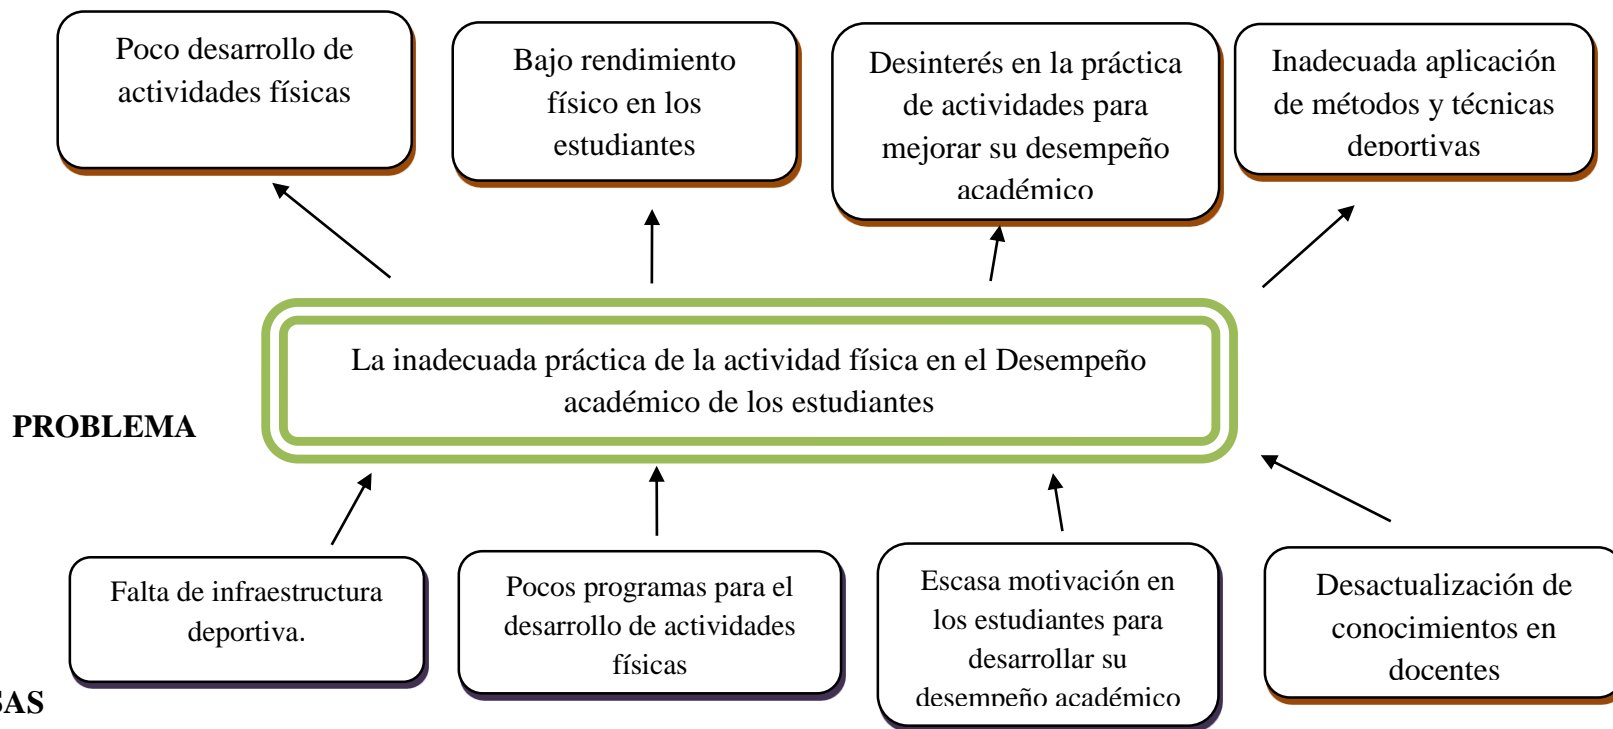 Poco desarrollo de
actividades físicas
Bajo rendimiento
físico en los
estudiantes
Desinterés en la práctica
de actividades para
mejorar su desempeño
académico
Inadecuada aplicación
de métodos y técnicas
deportivas
La inadecuada práctica de la actividad física en el Desempeño
académico de los estudiantes
PROBLEMA
Falta de infraestructura
deportiva.
Pocos programas para el
desarrollo de actividades
físicas
Escasa motivación en
los estudiantes para
desarrollar su
desempeño académico
Desactualización de
conocimientos en
docentes
SAS